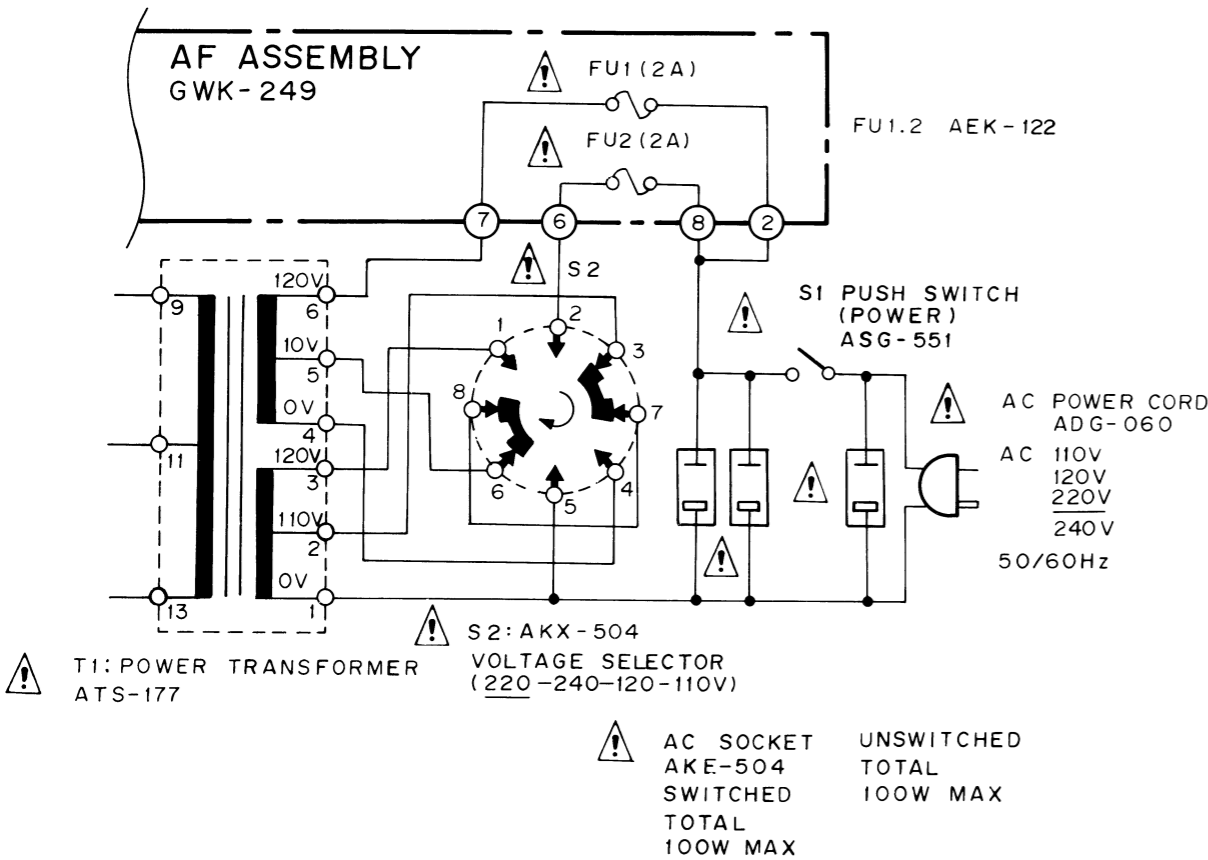 AF ASSEMBLY
GWK-249
FU1 (2A)
FU2 (2A)
FU1.2 AEK-122
7
6
8
2
S2
S1 PUSH SWITCH
(POWER)
ASG-551
AC POWER CORD
ADG-060
AC 110V
120V
220V
240V
50/60Hz
9
11
13
120V
6
10V
5
0V
4
120V
3
110V
2
0V
1
1
2
3
8
7
6
5
4
T1: POWER TRANSFORMER
ATS-177
S2: AKX-504
VOLTAGE SELECTOR
(220-240-120-110V)
AC SOCKET
AKE-504
SWITCHED
TOTAL
100W MAX
UNSWITCHED
TOTAL
100W MAX